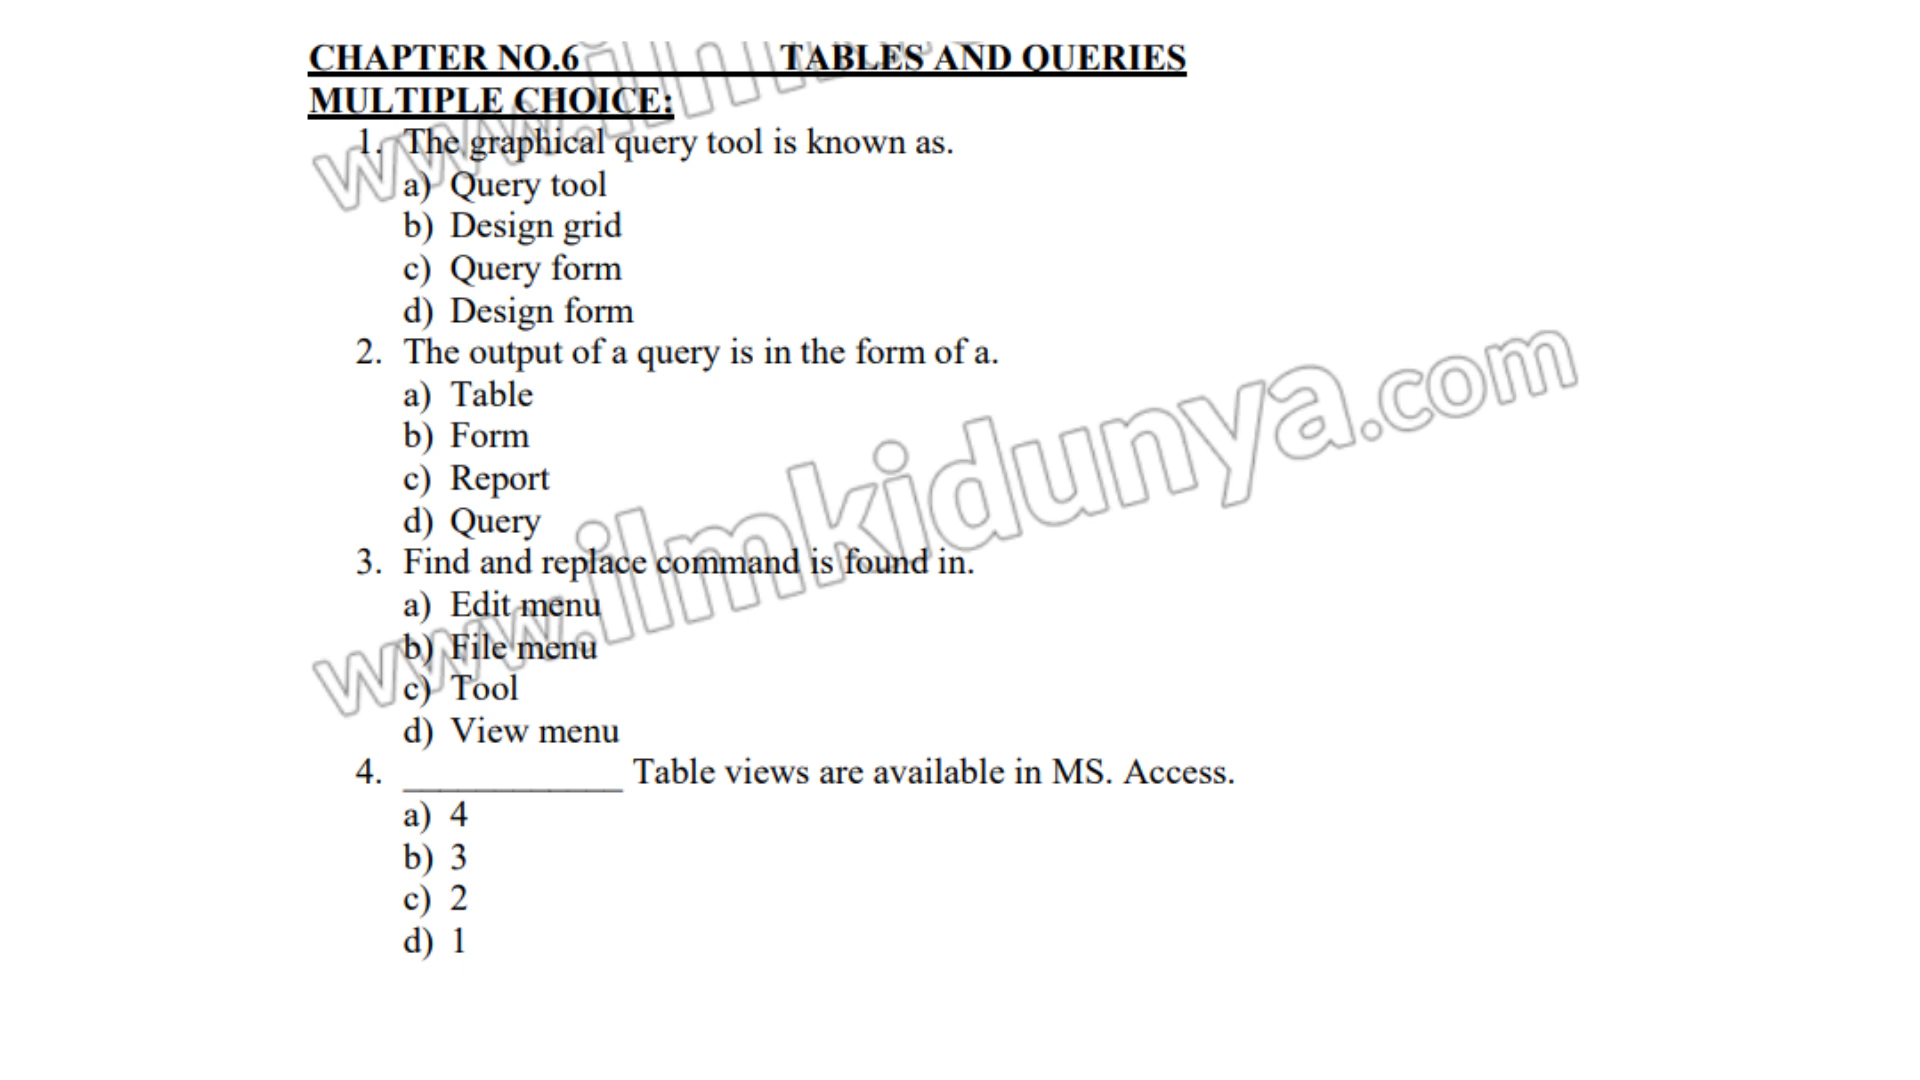 CHAPTER NO.6 TABLES AND QUERIES
MULTIPLE CHOICE:
1. The graphical query tool is known as.
a) Query tool
b) Design grid
c) Query form
d) Design form
2. The output of a query is in the form of a.
a) Table
b) Form
c) Report
d) Query
3. Find and replace command is found in.
a) Edit menu
b) File menu
c) Tool
d) View menu
4. ____________ Table views are available in MS. Access.
a) 4
b) 3
c) 2
d) 1
www.ilmkidunya.com